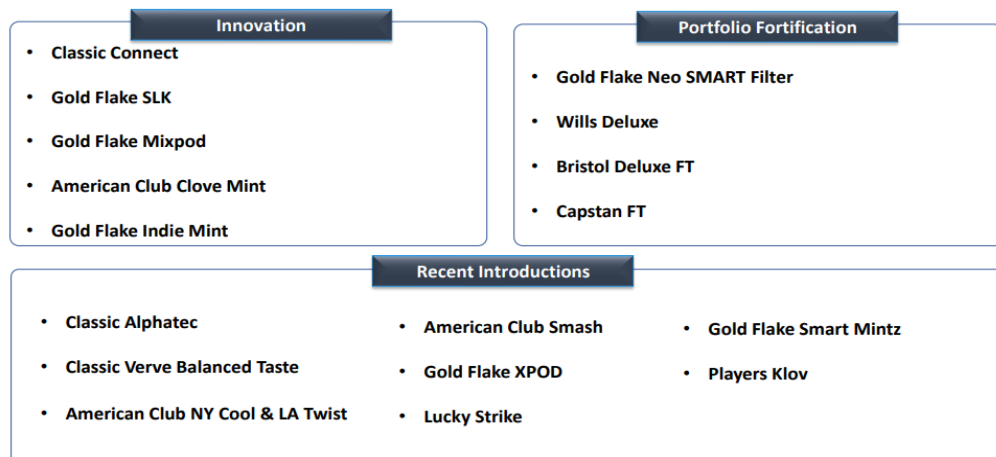 Innovation
• Classic Connect
• Gold Flake SLK
• Gold Flake Mixpod
• American Club Clove Mint
• Gold Flake Indie Mint
Portfolio Fortification
• Gold Flake Neo SMART Filter
• Wills Deluxe
• Bristol Deluxe FT
• Capstan FT
Recent Introductions
• Classic Alphatec
• Classic Verve Balanced Taste
• American Club NY Cool & LA Twist
• American Club Smash
• Gold Flake XPOD
• Lucky Strike
• Gold Flake Smart Mintz
• Players Klov